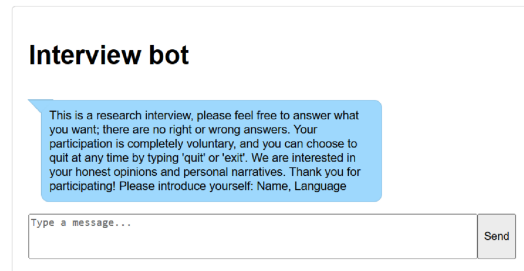 Interview bot
This is a research interview, please feel free to answer what
you want; there are no right or wrong answers. Your
participation is completely voluntary, and you can choose to
quit at any time by typing 'quit' or 'exit'. We are interested in
your honest opinions and personal narratives. Thank you for
participating! Please introduce yourself: Name, Language
Type a message...
Send